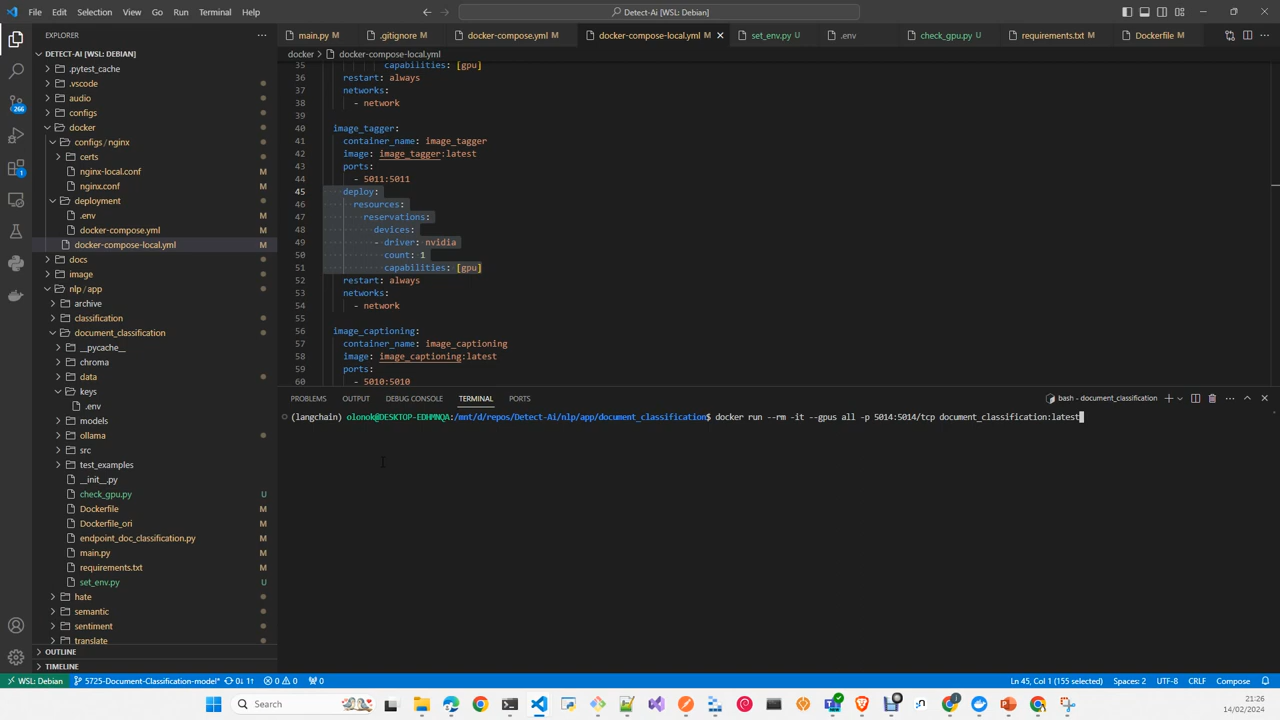 File Edit Selection View Go Run Terminal Help
Detect-Ai [WSL: Debian]
EXPLORER
main.py M
.gitignore M
docker-compose.yml M
docker-compose-local.yml M
set_env.py U
.env
check_gpu.py U
requirements.txt M
Dockerfile M
docker > docker-compose-local.yml
DETECT-AI [WSL: DEBIAN]
.pytest_cache
.vscode
audio
configs
docker
configs / nginx
certs
nginx-local.conf M
nginx.conf M
deployment
.env M
docker-compose.yml M
docker-compose-local.yml M
docs
image
nlp / app
archive
classification
document_classification
__pycache__
chroma
data
keys
.env M
models
ollama
src
test_examples
__init__.py
check_gpu.py U
Dockerfile M
Dockerfile_ori M
endpoint_doc_classification.py M
main.py M
requirements.txt M
set_env.py U
hate
semantic
sentiment
translate
OUTLINE
TIMELINE
266
1
35 capabilities: [gpu]
36 restart: always
37 networks:
38 - network
39
40 image_tagger:
41 container_name: image_tagger
42 image: image_tagger:latest
43 ports:
44 - 5011:5011
45 deploy:
46 resources:
47 reservations:
48 devices:
49 - driver: nvidia
50 count: 1
51 capabilities: [gpu]
52 restart: always
53 networks:
54 - network
55
56 image_captioning:
57 container_name: image_captioning
58 image: image_captioning:latest
59 ports:
60 - 5010:5010
PROBLEMS OUTPUT DEBUG CONSOLE TERMINAL PORTS
bash - document_classification
(langchain) olonok@DESKTOP-EDHMNQA:/mnt/d/repos/Detect-Ai/nlp/app/document_classification$ docker run --rm -it --gpus all -p 5014:5014/tcp document_classification:latest
WSL: Debian 5725-Document-Classification-model* 0↓ 1↑ 0 0 0 Ln 45, Col 1 (155 selected) Spaces: 2 UTF-8 CRLF Compose
Search
21:26
14/02/2024